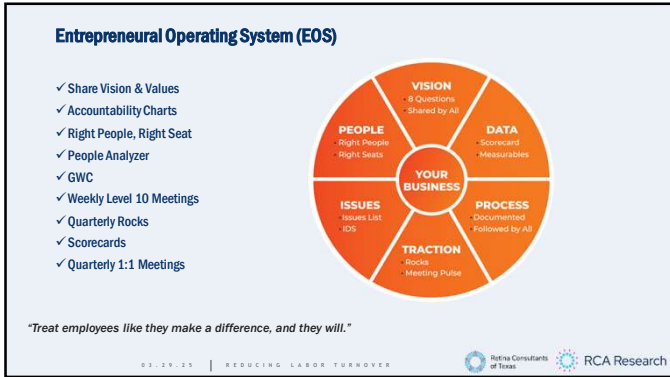 Entrepreneurial Operating System (EOS)
✓ Share Vision & Values
✓ Accountability Charts
✓ Right People, Right Seat
✓ People Analyzer
✓ GWC
✓ Weekly Level 10 Meetings
✓ Quarterly Rocks
✓ Scorecards
✓ Quarterly 1:1 Meetings
VISION
• 8 Questions
• Shared by All
DATA
• Scorecard
• Measurables
PROCESS
• Documented
• Followed by All
TRACTION
• Rocks
• Meeting Pulse
ISSUES
• Issues List
• IDS
PEOPLE
• Right People
• Right Seats
YOUR
BUSINESS
"Treat employees like they make a difference, and they will."
03.29.25 | REDUCING LABOR TURNOVER
Retina Consultants
of Texas
RCA Research